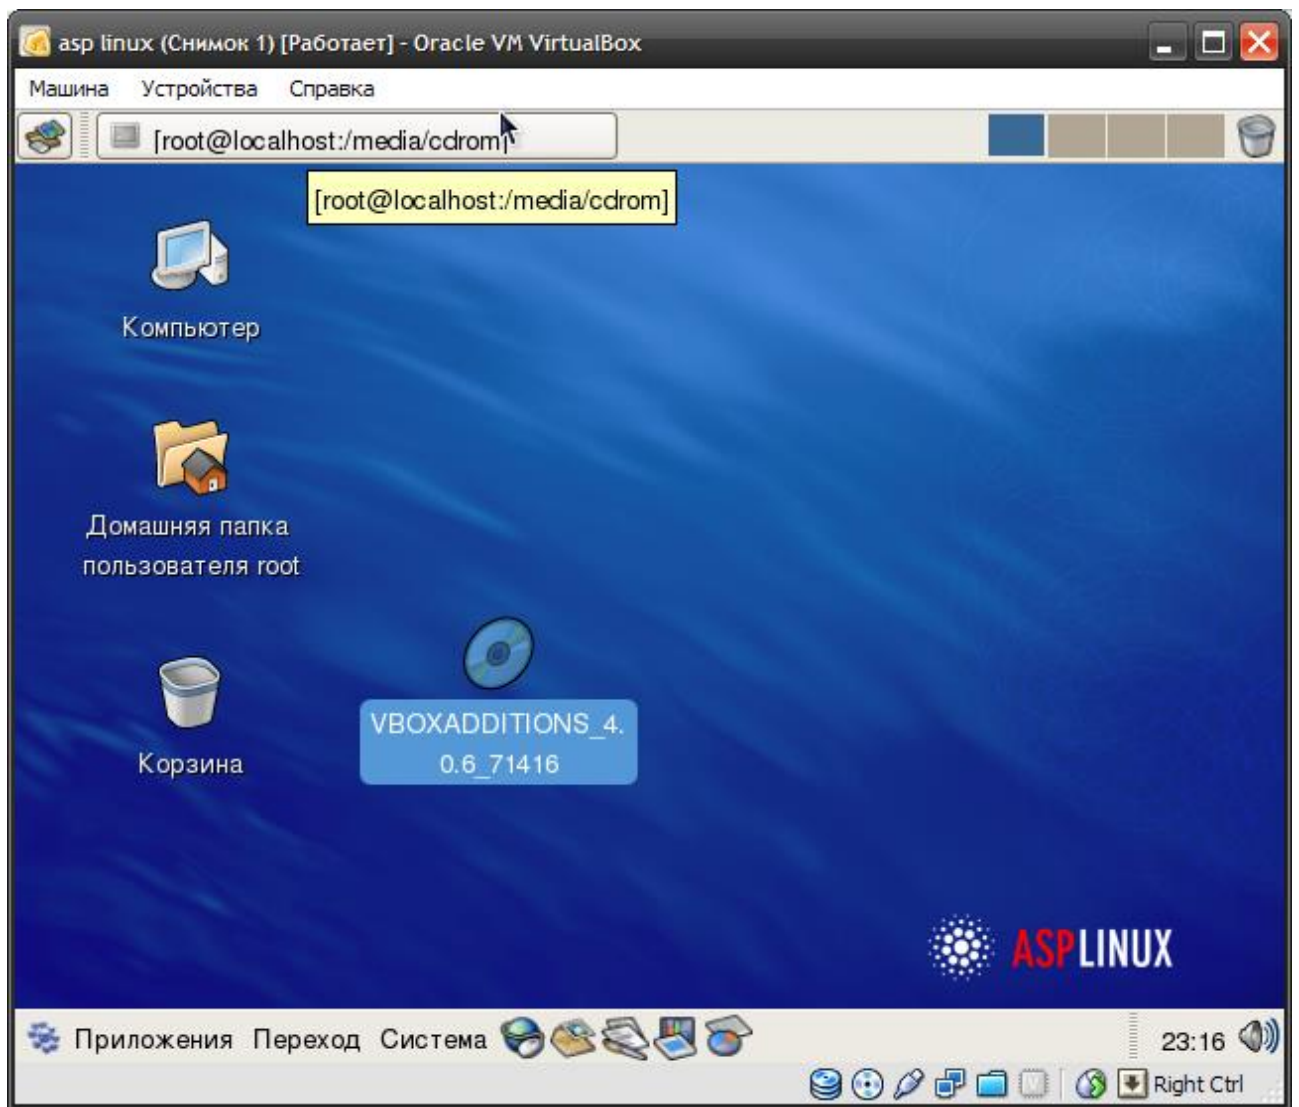 asp linux (Снимок 1) [Работает] - Oracle VM VirtualBox
Машина Устройства Справка
[root@localhost:/media/cdrom]
[root@localhost:/media/cdrom]
Компьютер
Домашняя папка
пользователя root
Корзина
VBOXADDITIONS_4.
0.6_71416
ASPLINUX
Приложения Переход Система
23:16
Right Ctrl